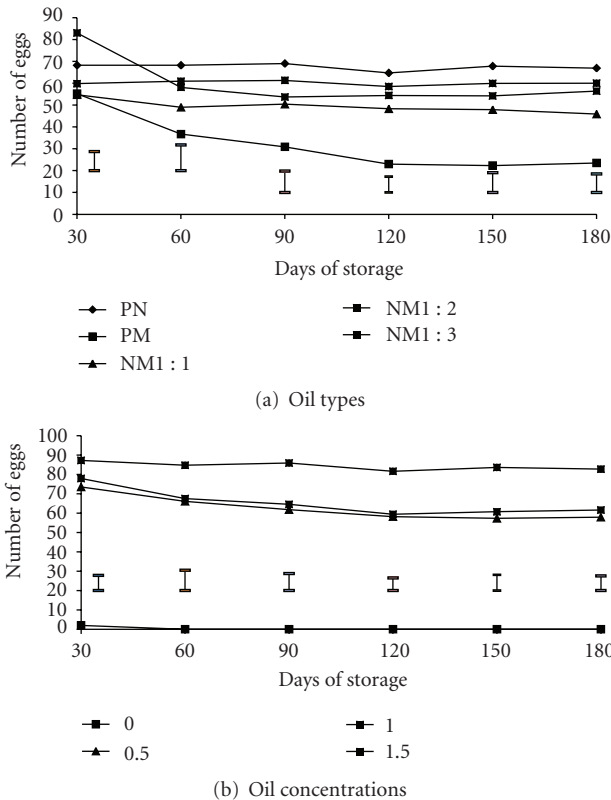 90
80
70
60
50
40
30
20
10
0
Number of eggs
30 60 90 120 150 180
Days of storage
PN
PM
NM1 : 1
NM1 : 2
NM1 : 3
(a) Oil types
100
90
80
70
60
50
40
30
20
10
0
Number of eggs
30 60 90 120 150 180
Days of storage
0
0.5
1
1.5
(b) Oil concentrations